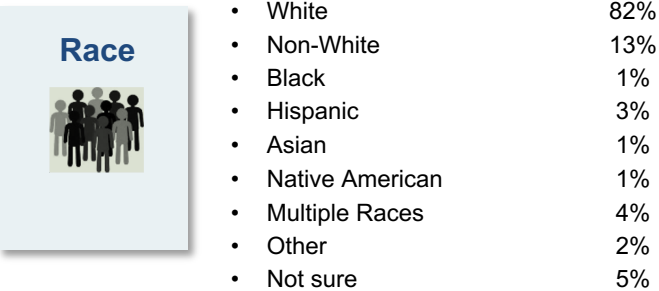 Race
• White 82%
• Non-White 13%
• Black 1%
• Hispanic 3%
• Asian 1%
• Native American 1%
• Multiple Races 4%
• Other 2%
• Not sure 5%